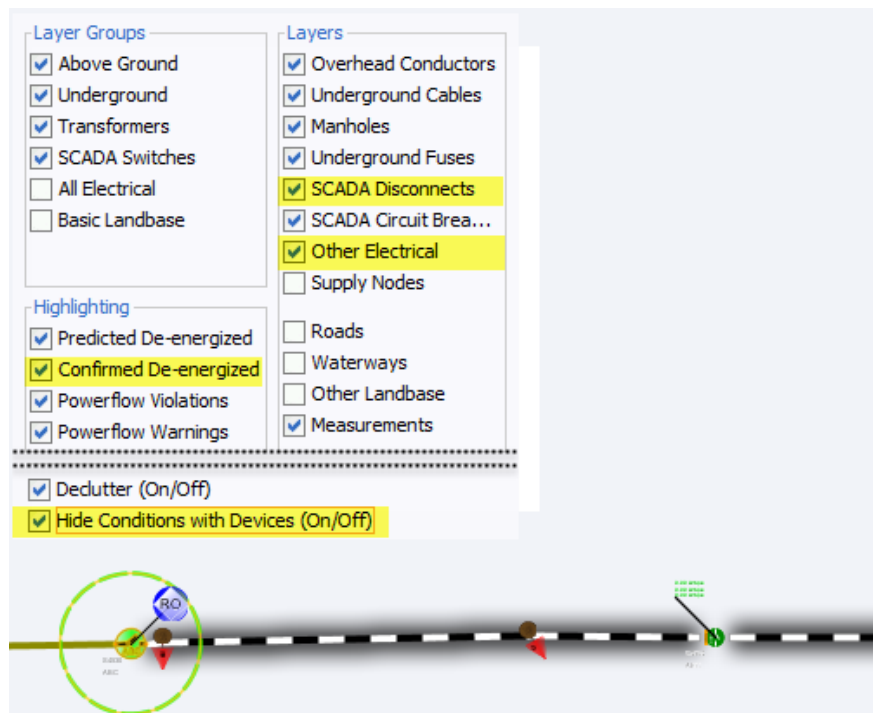 Layer Groups
Above Ground
Underground
Transformers
SCADA Switches
All Electrical
Basic Landbase
Highlighting
Predicted De-energized
Confirmed De-energized
Powerflow Violations
Powerflow Warnings
Layers
Overhead Conductors
Underground Cables
Manholes
Underground Fuses
SCADA Disconnects
SCADA Circuit Brea...
Other Electrical
Supply Nodes
Roads
Waterways
Other Landbase
Measurements
Declutter (On/Off)
Hide Conditions with Devices (On/Off)
RO
ABC